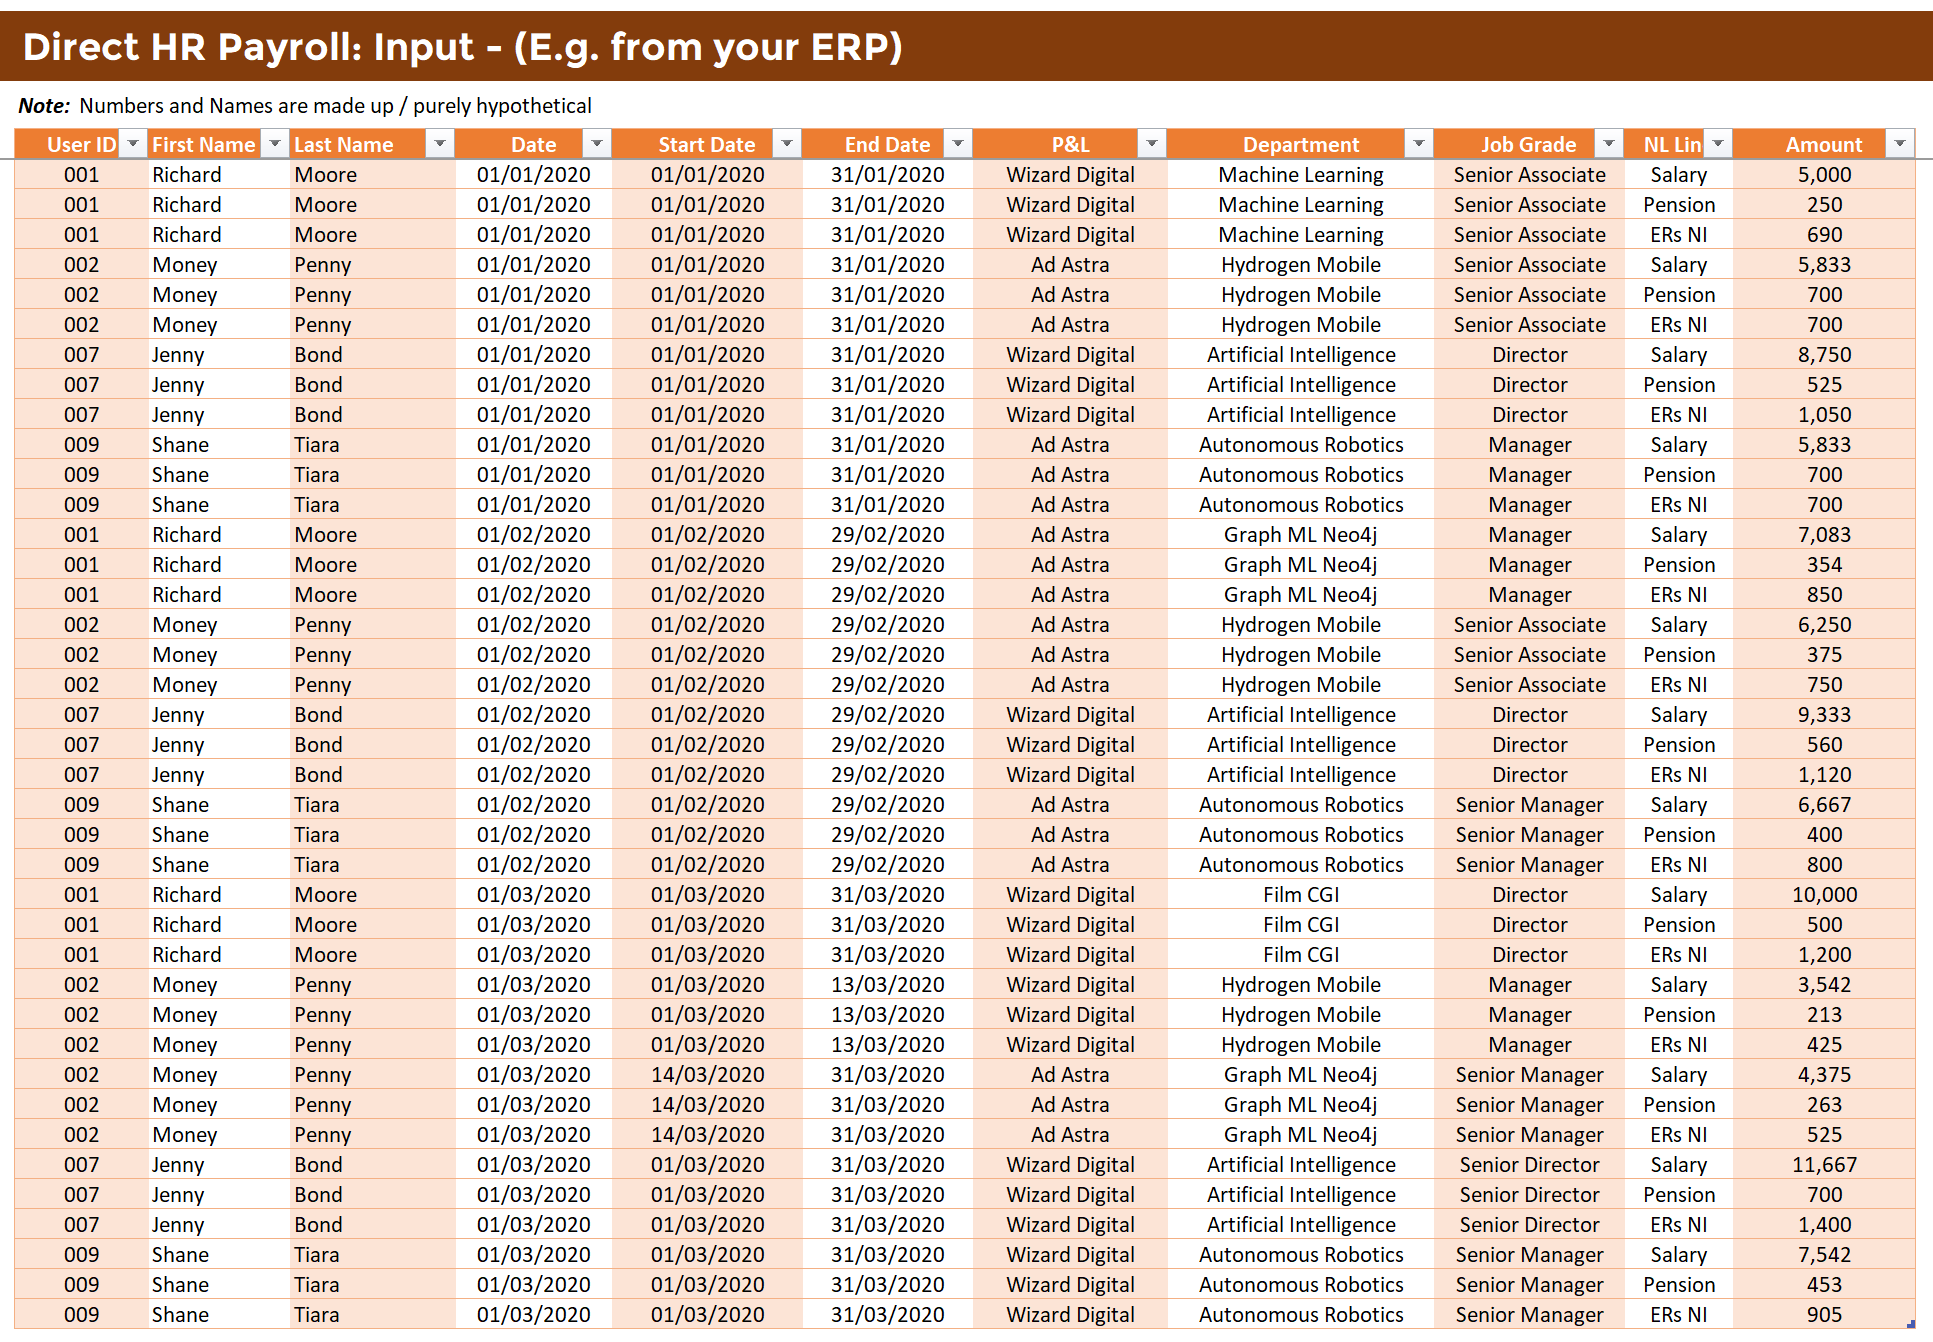 Direct HR Payroll: Input - (E.g. from your ERP)
Note: Numbers and Names are made up / purely hypothetical
User ID First Name Last Name Date Start Date End Date P&L Department Job Grade NL Lin Amount
001 Richard Moore 01/01/2020 01/01/2020 31/01/2020 Wizard Digital Machine Learning Senior Associate Salary 5,000
001 Richard Moore 01/01/2020 01/01/2020 31/01/2020 Wizard Digital Machine Learning Senior Associate Pension 250
001 Richard Moore 01/01/2020 01/01/2020 31/01/2020 Wizard Digital Machine Learning Senior Associate ERs NI 690
002 Money Penny 01/01/2020 01/01/2020 31/01/2020 Ad Astra Hydrogen Mobile Senior Associate Salary 5,833
002 Money Penny 01/01/2020 01/01/2020 31/01/2020 Ad Astra Hydrogen Mobile Senior Associate Pension 700
002 Money Penny 01/01/2020 01/01/2020 31/01/2020 Ad Astra Hydrogen Mobile Senior Associate ERs NI 700
007 Jenny Bond 01/01/2020 01/01/2020 31/01/2020 Wizard Digital Artificial Intelligence Director Salary 8,750
007 Jenny Bond 01/01/2020 01/01/2020 31/01/2020 Wizard Digital Artificial Intelligence Director Pension 525
007 Jenny Bond 01/01/2020 01/01/2020 31/01/2020 Wizard Digital Artificial Intelligence Director ERs NI 1,050
009 Shane Tiara 01/01/2020 01/01/2020 31/01/2020 Ad Astra Autonomous Robotics Manager Salary 5,833
009 Shane Tiara 01/01/2020 01/01/2020 31/01/2020 Ad Astra Autonomous Robotics Manager Pension 700
009 Shane Tiara 01/01/2020 01/01/2020 31/01/2020 Ad Astra Autonomous Robotics Manager ERs NI 700
001 Richard Moore 01/02/2020 01/02/2020 29/02/2020 Ad Astra Graph ML Neo4j Manager Salary 7,083
001 Richard Moore 01/02/2020 01/02/2020 29/02/2020 Ad Astra Graph ML Neo4j Manager Pension 354
001 Richard Moore 01/02/2020 01/02/2020 29/02/2020 Ad Astra Graph ML Neo4j Manager ERs NI 850
002 Money Penny 01/02/2020 01/02/2020 29/02/2020 Ad Astra Hydrogen Mobile Senior Associate Salary 6,250
002 Money Penny 01/02/2020 01/02/2020 29/02/2020 Ad Astra Hydrogen Mobile Senior Associate Pension 375
002 Money Penny 01/02/2020 01/02/2020 29/02/2020 Ad Astra Hydrogen Mobile Senior Associate ERs NI 750
007 Jenny Bond 01/02/2020 01/02/2020 29/02/2020 Wizard Digital Artificial Intelligence Director Salary 9,333
007 Jenny Bond 01/02/2020 01/02/2020 29/02/2020 Wizard Digital Artificial Intelligence Director Pension 560
007 Jenny Bond 01/02/2020 01/02/2020 29/02/2020 Wizard Digital Artificial Intelligence Director ERs NI 1,120
009 Shane Tiara 01/02/2020 01/02/2020 29/02/2020 Ad Astra Autonomous Robotics Senior Manager Salary 6,667
009 Shane Tiara 01/02/2020 01/02/2020 29/02/2020 Ad Astra Autonomous Robotics Senior Manager Pension 400
009 Shane Tiara 01/02/2020 01/02/2020 29/02/2020 Ad Astra Autonomous Robotics Senior Manager ERs NI 800
001 Richard Moore 01/03/2020 01/03/2020 31/03/2020 Wizard Digital Film CGI Director Salary 10,000
001 Richard Moore 01/03/2020 01/03/2020 31/03/2020 Wizard Digital Film CGI Director Pension 500
001 Richard Moore 01/03/2020 01/03/2020 31/03/2020 Wizard Digital Film CGI Director ERs NI 1,200
002 Money Penny 01/03/2020 01/03/2020 13/03/2020 Wizard Digital Hydrogen Mobile Manager Salary 3,542
002 Money Penny 01/03/2020 01/03/2020 13/03/2020 Wizard Digital Hydrogen Mobile Manager Pension 213
002 Money Penny 01/03/2020 01/03/2020 13/03/2020 Wizard Digital Hydrogen Mobile Manager ERs NI 425
002 Money Penny 01/03/2020 14/03/2020 31/03/2020 Ad Astra Graph ML Neo4j Senior Manager Salary 4,375
002 Money Penny 01/03/2020 14/03/2020 31/03/2020 Ad Astra Graph ML Neo4j Senior Manager Pension 263
002 Money Penny 01/03/2020 14/03/2020 31/03/2020 Ad Astra Graph ML Neo4j Senior Manager ERs NI 525
007 Jenny Bond 01/03/2020 01/03/2020 31/03/2020 Wizard Digital Artificial Intelligence Senior Director Salary 11,667
007 Jenny Bond 01/03/2020 01/03/2020 31/03/2020 Wizard Digital Artificial Intelligence Senior Director Pension 700
007 Jenny Bond 01/03/2020 01/03/2020 31/03/2020 Wizard Digital Artificial Intelligence Senior Director ERs NI 1,400
009 Shane Tiara 01/03/2020 01/03/2020 31/03/2020 Wizard Digital Autonomous Robotics Senior Manager Salary 7,542
009 Shane Tiara 01/03/2020 01/03/2020 31/03/2020 Wizard Digital Autonomous Robotics Senior Manager Pension 453
009 Shane Tiara 01/03/2020 01/03/2020 31/03/2020 Wizard Digital Autonomous Robotics Senior Manager ERs NI 905